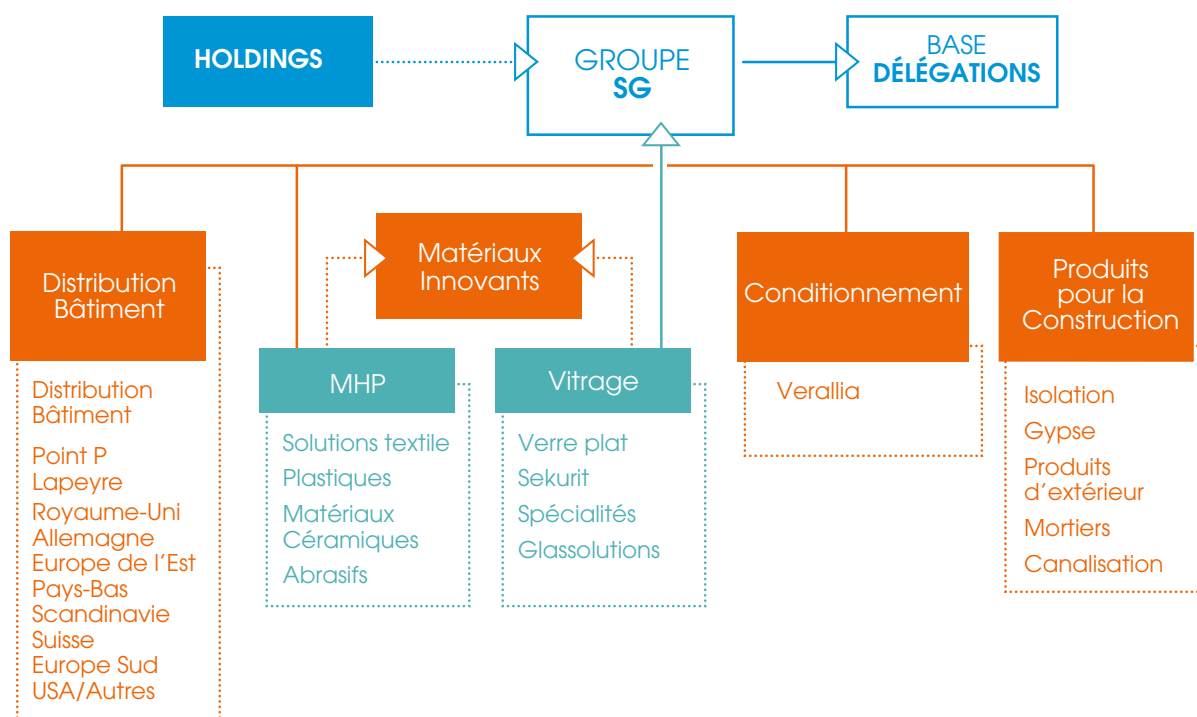 HOLDINGS
GROUPE
SG
BASE
DÉLÉGATIONS
Matériaux
Innovants
Distribution
Bâtiment
Conditionnement
Produits
pour la
Construction
MHP
Vitrage
Distribution
Bâtiment
Point P
Lapeyre
Royaume-Uni
Allemagne
Europe de l’Est
Pays-Bas
Scandinavie
Suisse
Europe Sud
USA/Autres
Solutions textile
Plastiques
Matériaux
Céramiques
Abrasifs
Verre plat
Sekurit
Spécialités
Glassolutions
Verallia
Isolation
Gypse
Produits
d’extérieur
Mortiers
Canalisation